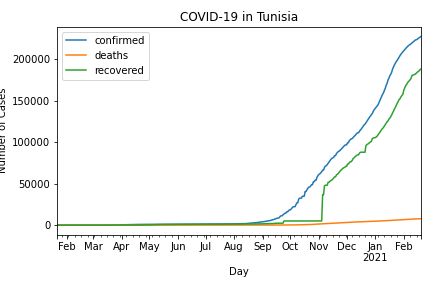 COVID-19 in Tunisia
confirmed
deaths
recovered
200000
150000
100000
50000
0
Number of Cases
Feb Mar Apr May Jun Jul Aug Sep Oct Nov Dec Jan Feb
2021
Day